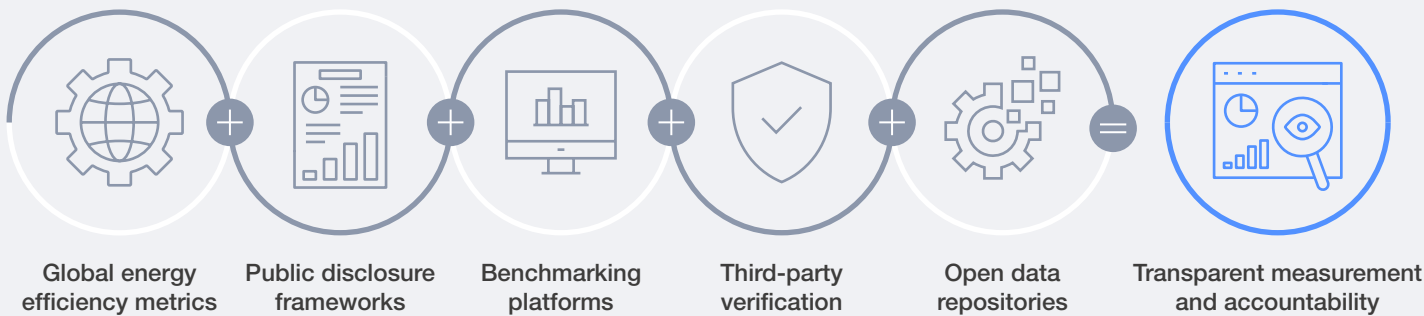 Global energy
efficiency metrics
Public disclosure
frameworks
Benchmarking
platforms
Third-party
verification
Open data
repositories
Transparent measurement
and accountability